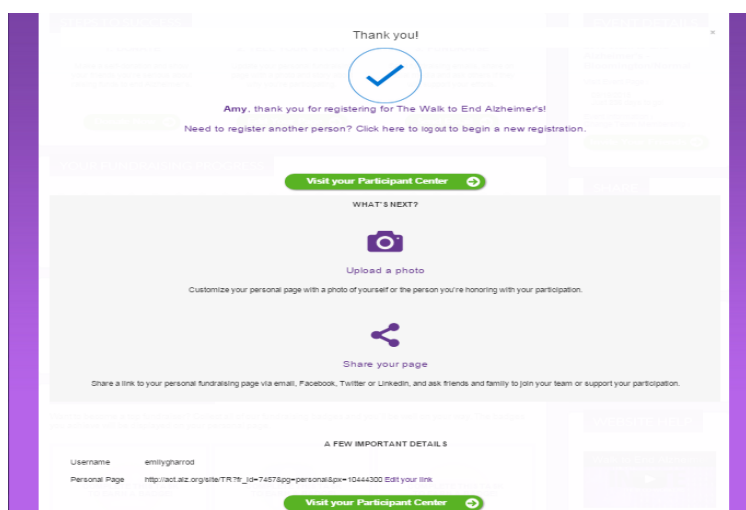 Thank you!
×
Amy, thank you for registering for The Walk to End Alzheimer's!
Need to register another person? Click here to log out to begin a new registration.
Visit your Participant Center
WHAT'S NEXT?
Upload a photo
Customize your personal page with a photo of yourself or the person you're honoring with your participation.
Share your page
Share a link to your personal fundraising page via email, Facebook, Twitter or LinkedIn, and ask friends and family to join your team or support your participation.
A FEW IMPORTANT DETAILS
Username emilygharrod
Personal Page http://act.alz.org/site/TR?fr_id=7457&pg=personal&px=10444300 Edit your link
Visit your Participant Center